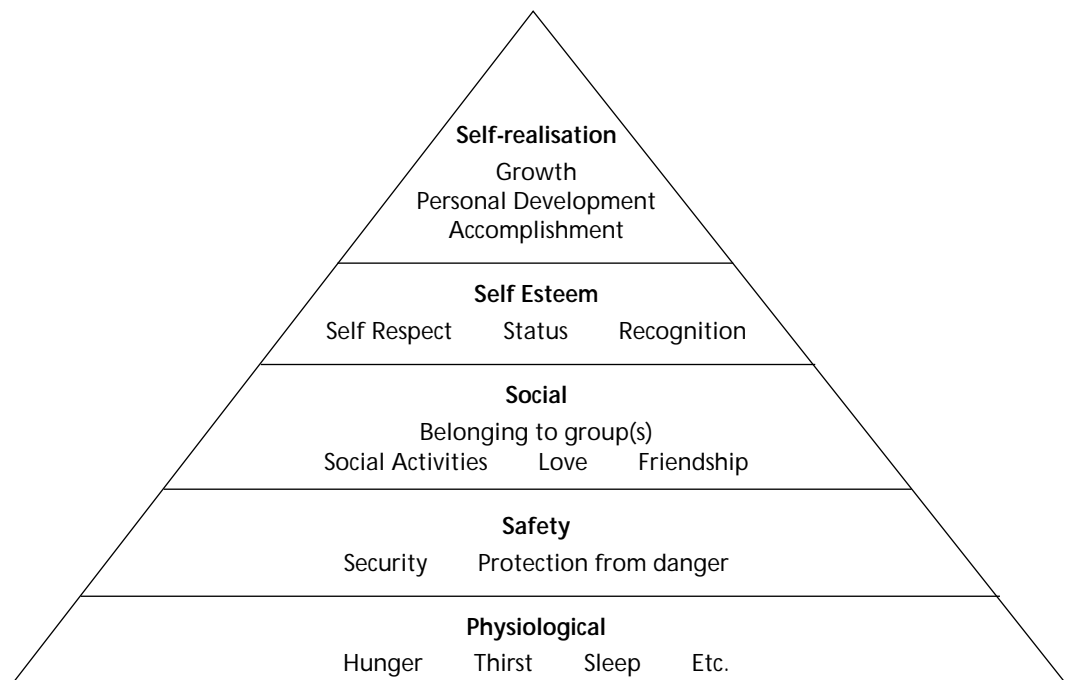 Self-realisation
Growth
Personal Development
Accomplishment
Self Esteem
Self Respect Status Recognition
Social
Belonging to group(s)
Social Activities Love Friendship
Safety
Security Protection from danger
Physiological
Hunger Thirst Sleep Etc.